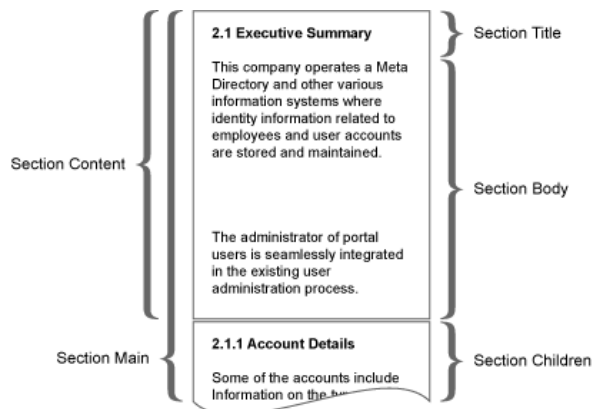 2.1 Executive Summary
Section Title
This company operates a Meta
Directory and other various
information systems where
identity information related to
employees and user accounts
are stored and maintained.
Section Content
Section Body
The administrator of portal
users is seamlessly integrated
in the existing user
administration process.
2.1.1 Account Details
Section Main
Section Children
Some of the accounts include
Information on the